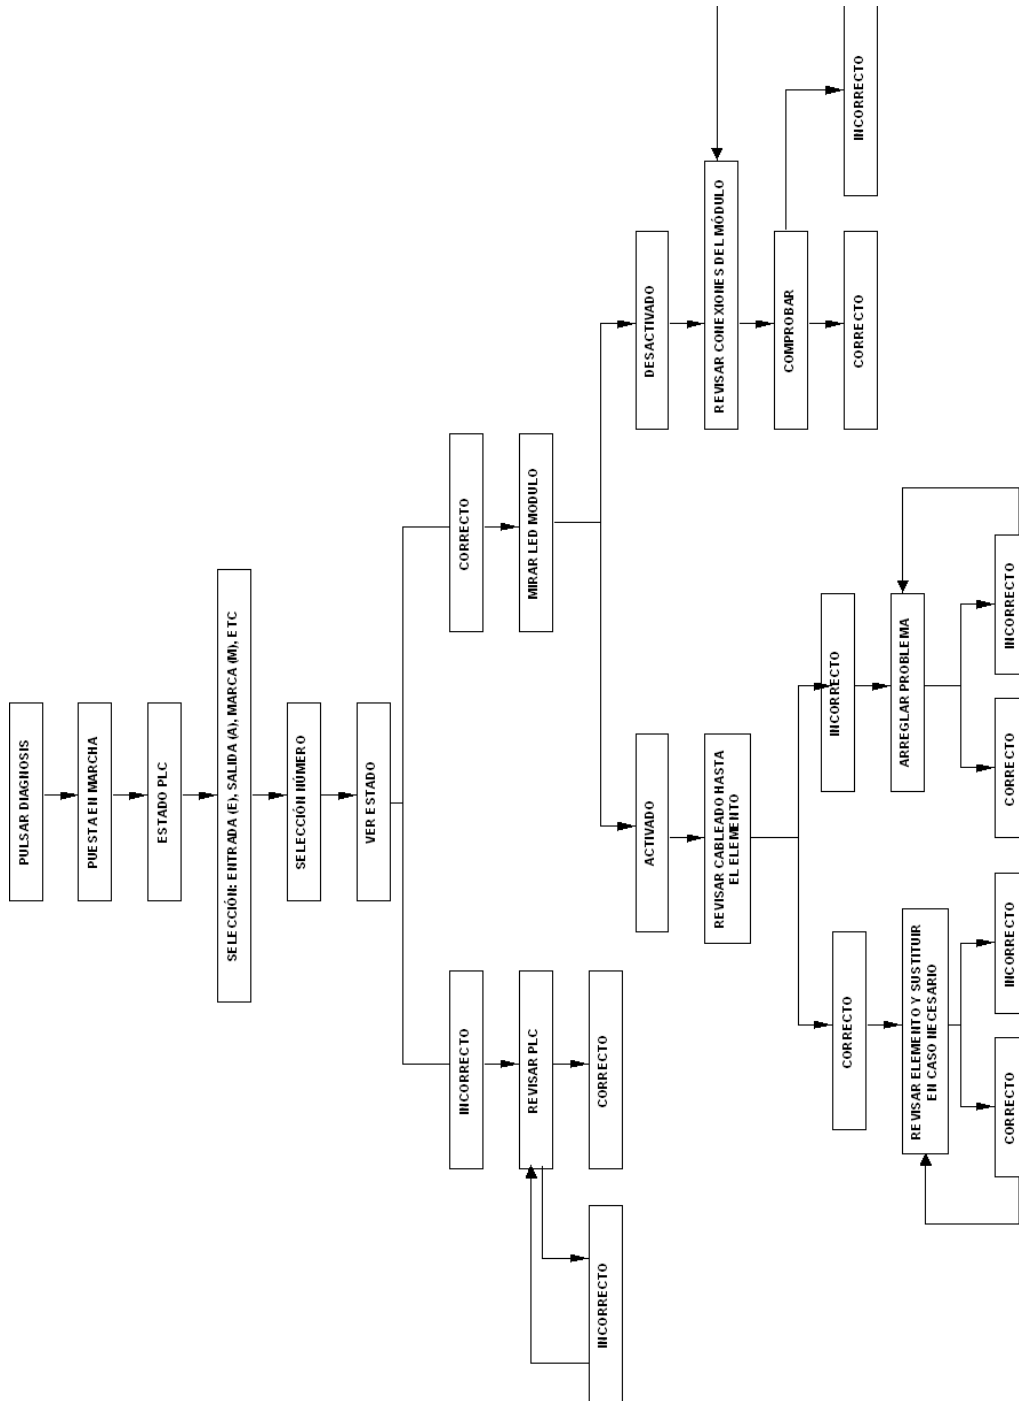 PULSAR DIAGNOSIS
PUESTA EN MARCHA
ESTADO PLC
SELECCIÓN: ENTRADA (E), SALIDA (A), MARCA (M), ETC
SELECCIÓN NÚMERO
VER ESTADO
INCORRECTO
CORRECTO
REVISAR PLC
MIRAR LED MODULO
INCORRECTO
CORRECTO
ACTIVADO
DESACTIVADO
REVISAR CABLEADO HASTA
EL ELEMENTO
REVISAR CONEXIONES DEL MÓDULO
COMPROBAR
CORRECTO
INCORRECTO
CORRECTO
INCORRECTO
REVISAR ELEMENTO Y SUSTITUIR
EN CASO NECESARIO
ARREGLAR PROBLEMA
CORRECTO
INCORRECTO
CORRECTO
INCORRECTO